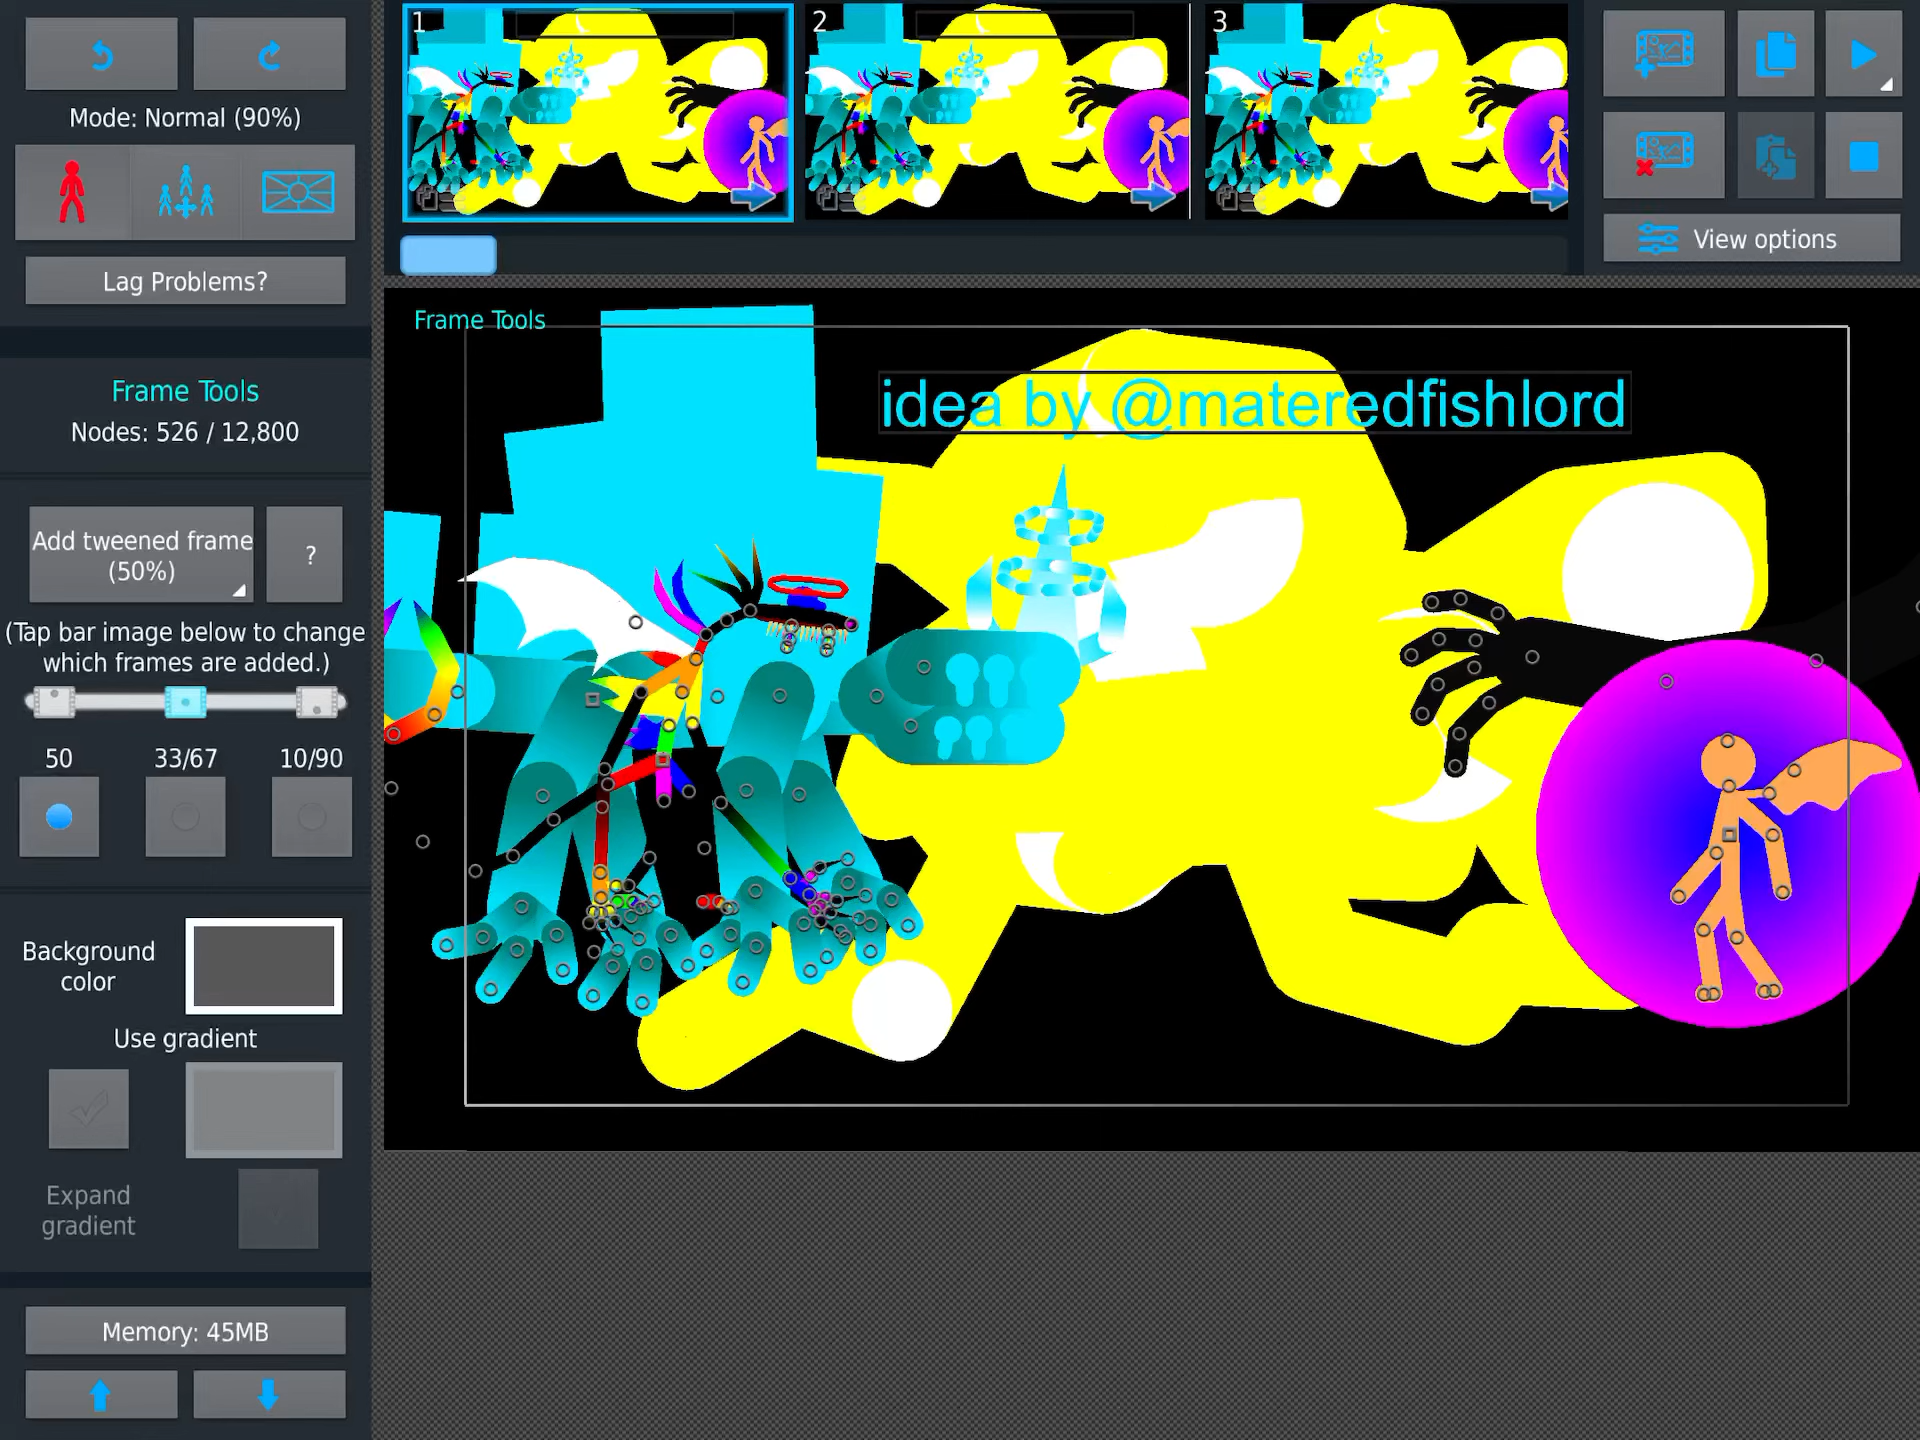 Mode: Normal (90%)
Lag Problems?
Frame Tools
Nodes: 526 / 12,800
Add tweened frame
(50%)
?
(Tap bar image below to change
which frames are added.)
50
33/67
10/90
Background
color
Use gradient
Expand
gradient
Memory: 45MB
1
2
3
View options
Frame Tools
idea by @materedfishlord